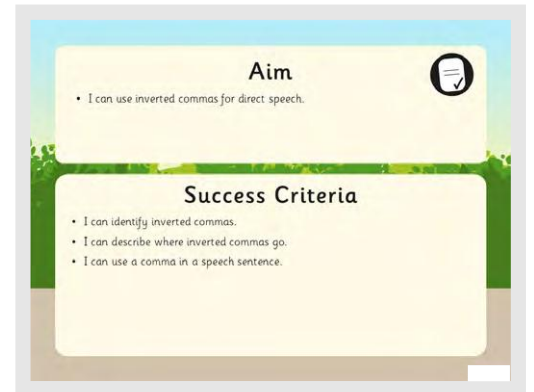 Aim
• I can use inverted commas for direct speech.
Success Criteria
• I can identify inverted commas.
• I can describe where inverted commas go.
• I can use a comma in a speech sentence.